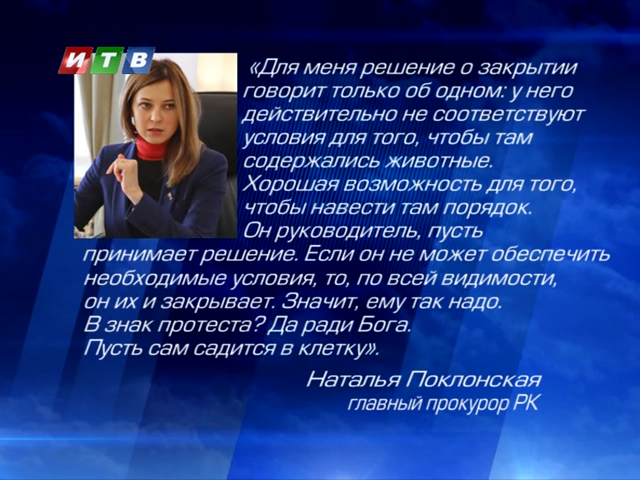 ИТВ
«Для меня решение о закрытии
говорит только об одном: у него
действительно не соответствуют
условия для того, чтобы там
содержались животные.
Хорошая возможность для того,
чтобы навести там порядок.
Он руководитель, пусть
принимает решение. Если он не может обеспечить
необходимые условия, то, по всей видимости,
он их и закрывает. Значит, ему так надо.
В знак протеста? Да ради Бога.
Пусть сам садится в клетку».
Наталья Поклонская
главный прокурор РК